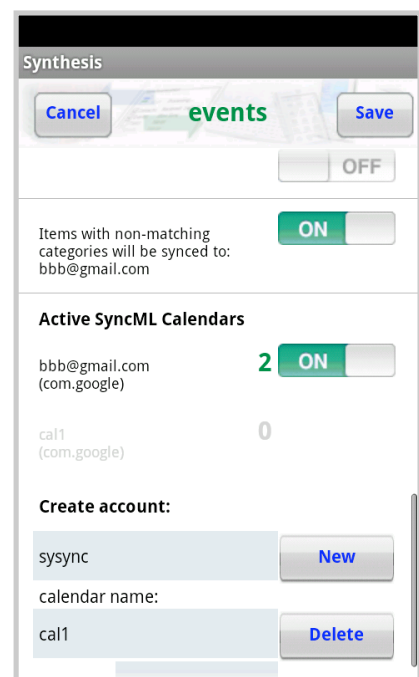 Synthesis
Cancel
events
Save
OFF
Items with non-matching
categories will be synced to:
bbb@gmail.com
ON
Active SyncML Calendars
bbb@gmail.com
(com.google)
2
ON
cal1
(com.google)
0
Create account:
sysync
New
calendar name:
cal1
Delete